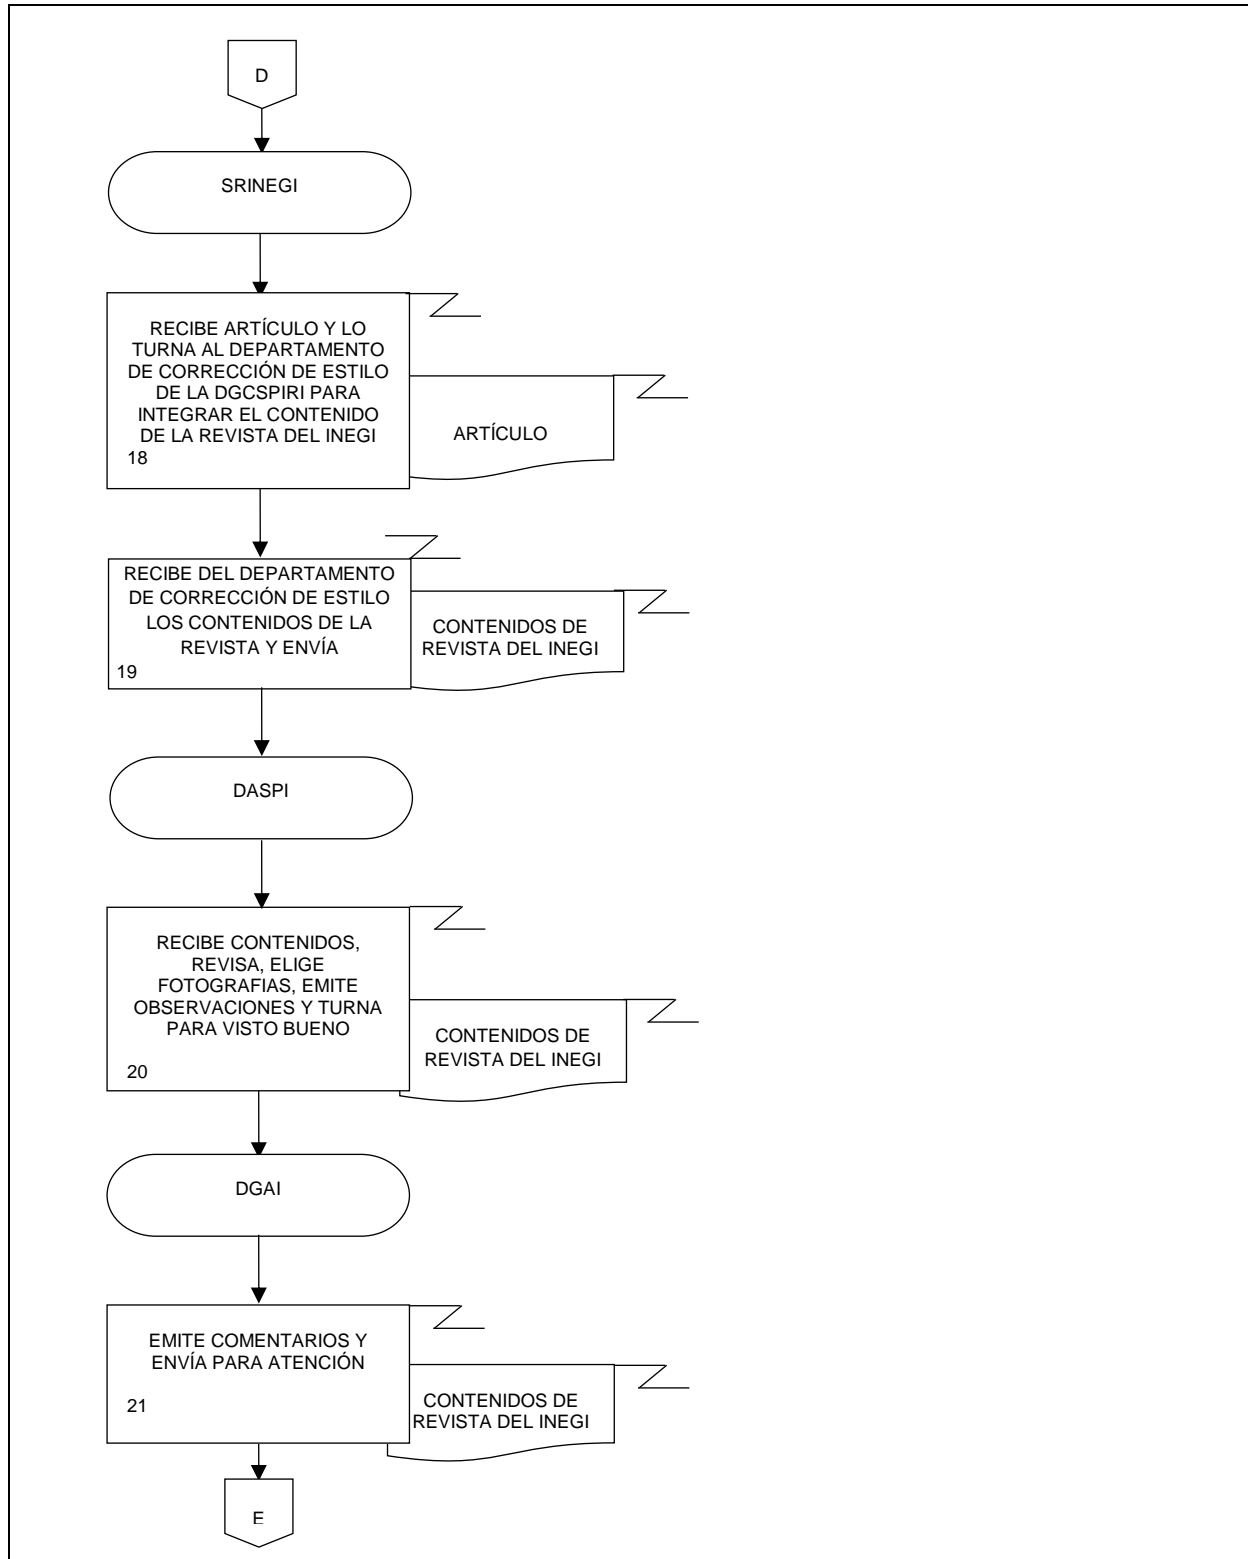 D
SRINEGI
RECIBE ARTÍCULO Y LO
TURNA AL DEPARTAMENTO
DE CORRECCIÓN DE ESTILO
DE LA DGCSPIRI PARA
INTEGRAR EL CONTENIDO
DE LA REVISTA DEL INEGI
18
ARTÍCULO
RECIBE DEL DEPARTAMENTO
DE CORRECCIÓN DE ESTILO
LOS CONTENIDOS DE LA
REVISTA Y ENVÍA
19
CONTENIDOS DE
REVISTA DEL INEGI
DASPI
RECIBE CONTENIDOS,
REVISA, ELIGE
FOTOGRAFIAS, EMITE
OBSERVACIONES Y TURNA
PARA VISTO BUENO
20
CONTENIDOS DE
REVISTA DEL INEGI
DGAI
EMITE COMENTARIOS Y
ENVÍA PARA ATENCIÓN
21
CONTENIDOS DE
REVISTA DEL INEGI
E